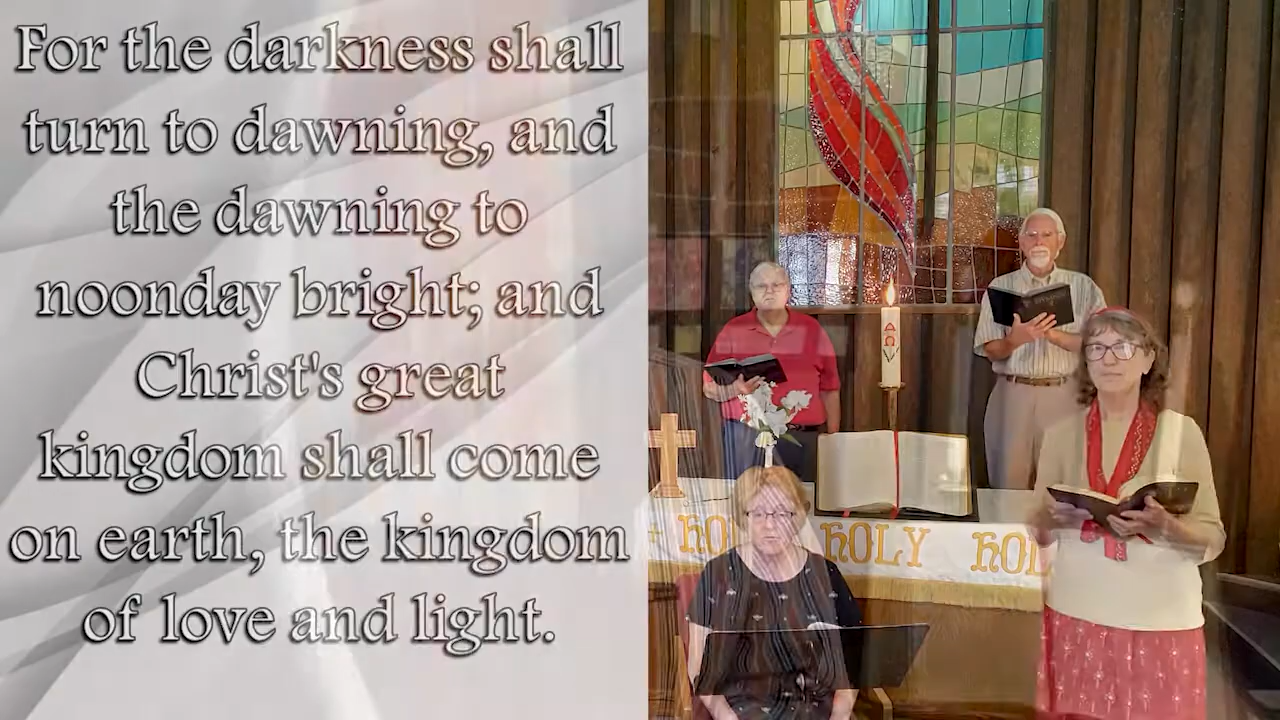 For the darkness shall
turn to dawning, and
the dawning to
noonday bright; and
Christ's great
kingdom shall come
on earth, the kingdom
of love and light.
HOLY HOL